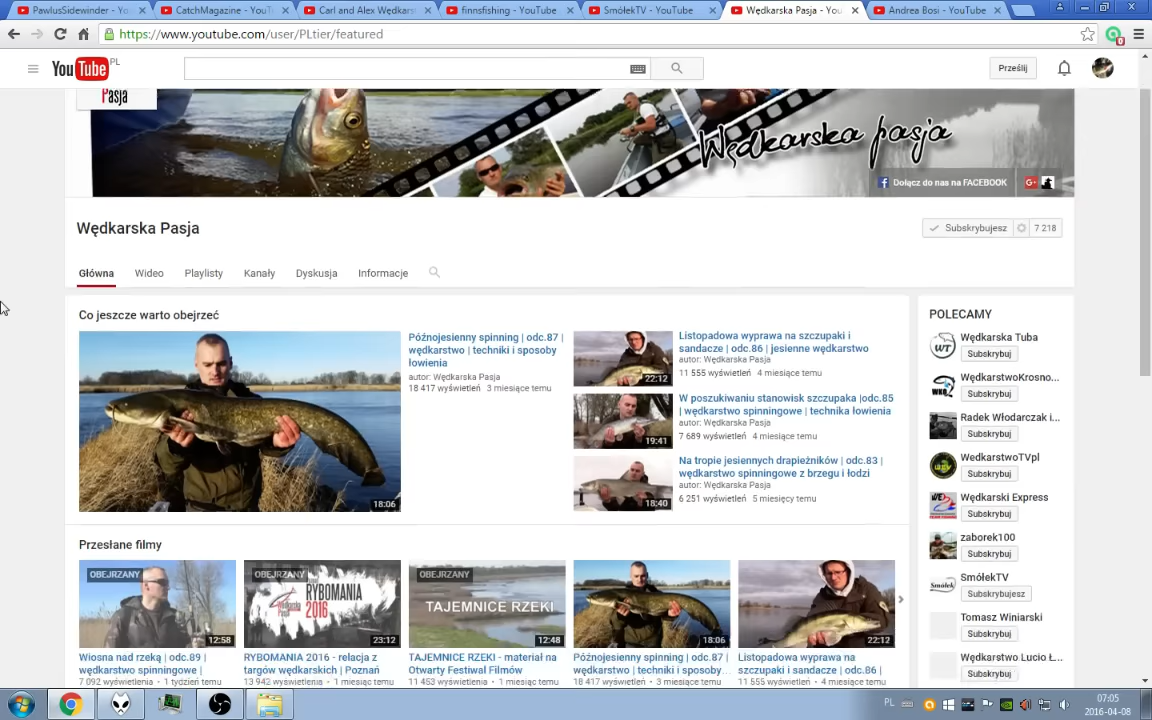 PawlusSidewinder - Yo
CatchMagazine - YouT
Carl and Alex Wędkars
finnsfishing - YouTube
SmółekTV - YouTube
Wędkarska Pasja - You
Andrea Bosi - YouTube
https://www.youtube.com/user/PLtier/featured
YouTube PL
Prześlij
Pasja
Wędkarska pasja
Dołącz do nas na FACEBOOK
Wędkarska Pasja
Subskrybujesz 7 218
Główna Wideo Playlisty Kanały Dyskusja Informacje
Co jeszcze warto obejrzeć
18:06
Późnojesienny spinning | odc.87 |
wędkarstwo | techniki i sposoby
łowienia
autor: Wędkarska Pasja
18 417 wyświetleń 3 miesiące temu
22:12
Listopadowa wyprawa na szczupaki i
sandacze | odc.86 | jesienne wędkarstwo
autor: Wędkarska Pasja
11 555 wyświetleń 4 miesiące temu
19:41
W poszukiwaniu stanowisk szczupaka |odc.85
| wędkarstwo spinningowe | technika łowienia
autor: Wędkarska Pasja
7 689 wyświetleń 4 miesiące temu
18:40
Na tropie jesiennych drapieżników | odc.83 |
wędkarstwo spinningowe z brzegu i łodzi
autor: Wędkarska Pasja
6 251 wyświetleń 5 miesięcy temu
POLECAMY
Wędkarska Tuba
Subskrybuj
WędkarstwoKrosno...
Subskrybuj
Radek Włodarczak i...
Subskrybuj
WedkarstwoTVpl
Subskrybuj
Wędkarski Express
Subskrybuj
zaborek100
Subskrybuj
SmółekTV
Subskrybujesz
Tomasz Winiarski
Subskrybuj
Wędkarstwo Lucio Ł...
Subskrybuj
Przesłane filmy
OBEJRZANY
12:58
Wiosna nad rzeką | odc.89 |
wędkarstwo spinningowe |
7 092 wyświetlenia • 1 tydzień temu
OBEJRZANY
RYBOMANIA
2016
Wędkarska
Pasja
23:12
RYBOMANIA 2016 - relacja z
targów wędkarskich | Poznań
13 942 wyświetlenia • 1 miesiąc temu
OBEJRZANY
TAJEMNICE RZEKI
12:48
TAJEMNICE RZEKI - materiał na
Otwarty Festiwal Filmów
11 453 wyświetlenia • 1 miesiąc temu
18:06
Późnojesienny spinning | odc.87 |
wędkarstwo | techniki i sposoby...
18 417 wyświetleń • 3 miesiące temu
22:12
Listopadowa wyprawa na
szczupaki i sandacze | odc.86 |
11 555 wyświetleń • 4 miesiące temu
PL
07:05
2016-04-08